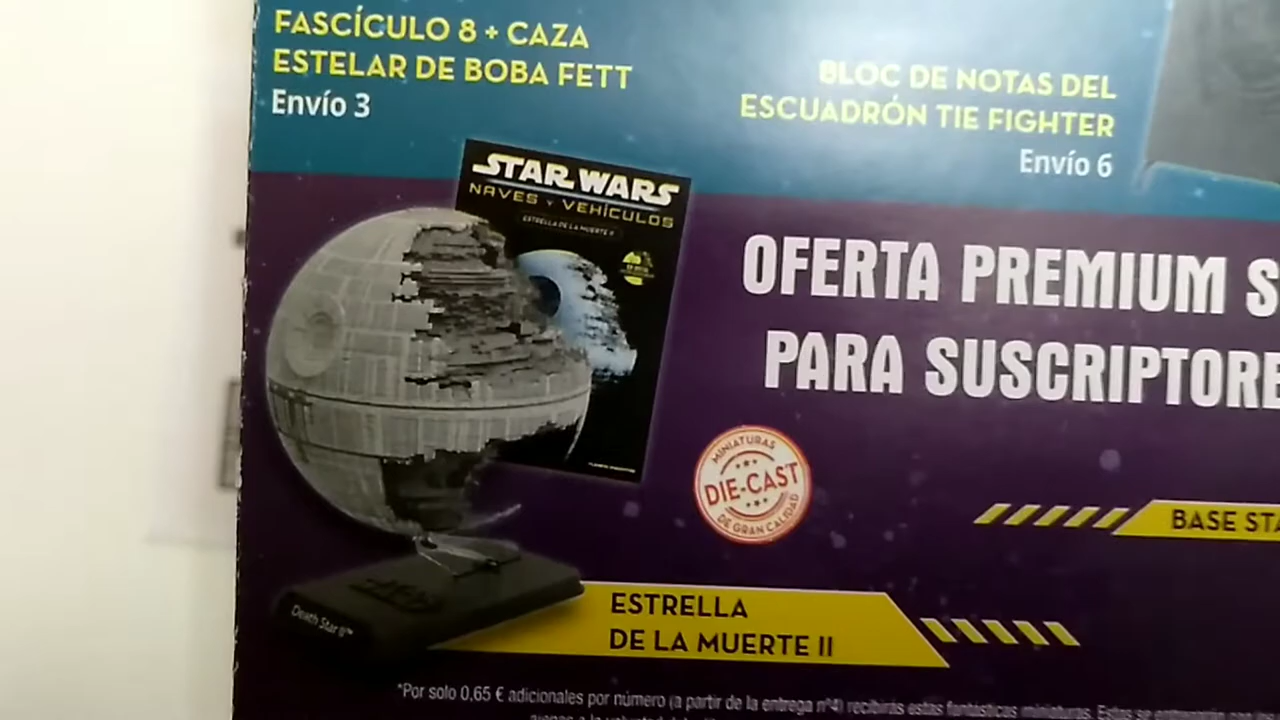 FASCÍCULO 8 + CAZA
ESTELAR DE BOBA FETT
Envío 3
BLOC DE NOTAS DEL
ESCUADRÓN TIE FIGHTER
Envío 6
STAR WARS
NAVES Y VEHÍCULOS
ESTRELLA DE LA MUERTE II
OFERTA PREMIUM S
PARA SUSCRIPTORE
MINIATURAS
DIE-CAST
DE GRAN CALIDAD
BASE STA
Death Star II™
ESTRELLA
DE LA MUERTE II
*Por solo 0,65 € adicionales por número (a partir de la entrega nº4) recibirás estas fantásticas miniaturas. Estas se